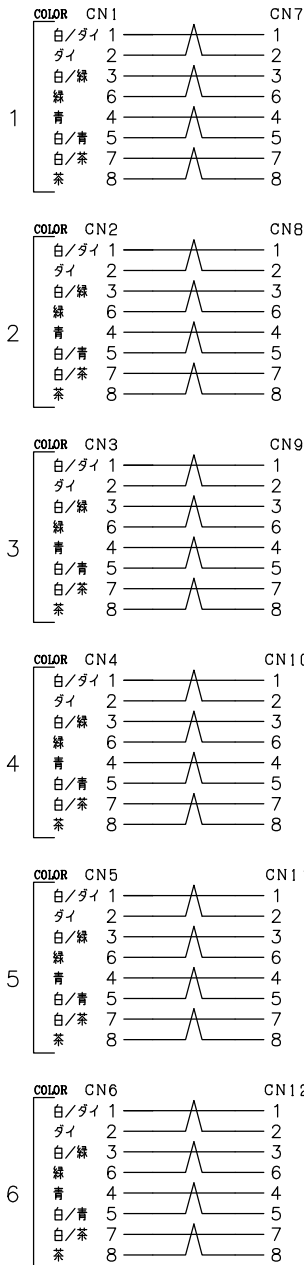 COLOR CN1 CN7
白/ダイ 1 1
ダイ 2 2
白/緑 3 3
緑 6 6
1
青 4 4
白/青 5 5
白/茶 7 7
茶 8 8
COLOR CN2 CN8
白/ダイ 1 1
ダイ 2 2
白/緑 3 3
緑 6 6
2
青 4 4
白/青 5 5
白/茶 7 7
茶 8 8
COLOR CN3 CN9
白/ダイ 1 1
ダイ 2 2
白/緑 3 3
緑 6 6
3
青 4 4
白/青 5 5
白/茶 7 7
茶 8 8
COLOR CN4 CN10
白/ダイ 1 1
ダイ 2 2
白/緑 3 3
緑 6 6
4
青 4 4
白/青 5 5
白/茶 7 7
茶 8 8
COLOR CN5 CN1
白/ダイ 1 1
ダイ 2 2
白/緑 3 3
緑 6 6
5
青 4 4
白/青 5 5
白/茶 7 7
茶 8 8
COLOR CN6 CN12
白/ダイ 1 1
ダイ 2 2
白/緑 3 3
緑 6 6
6
青 4 4
白/青 5 5
白/茶 7 7
茶 8 8